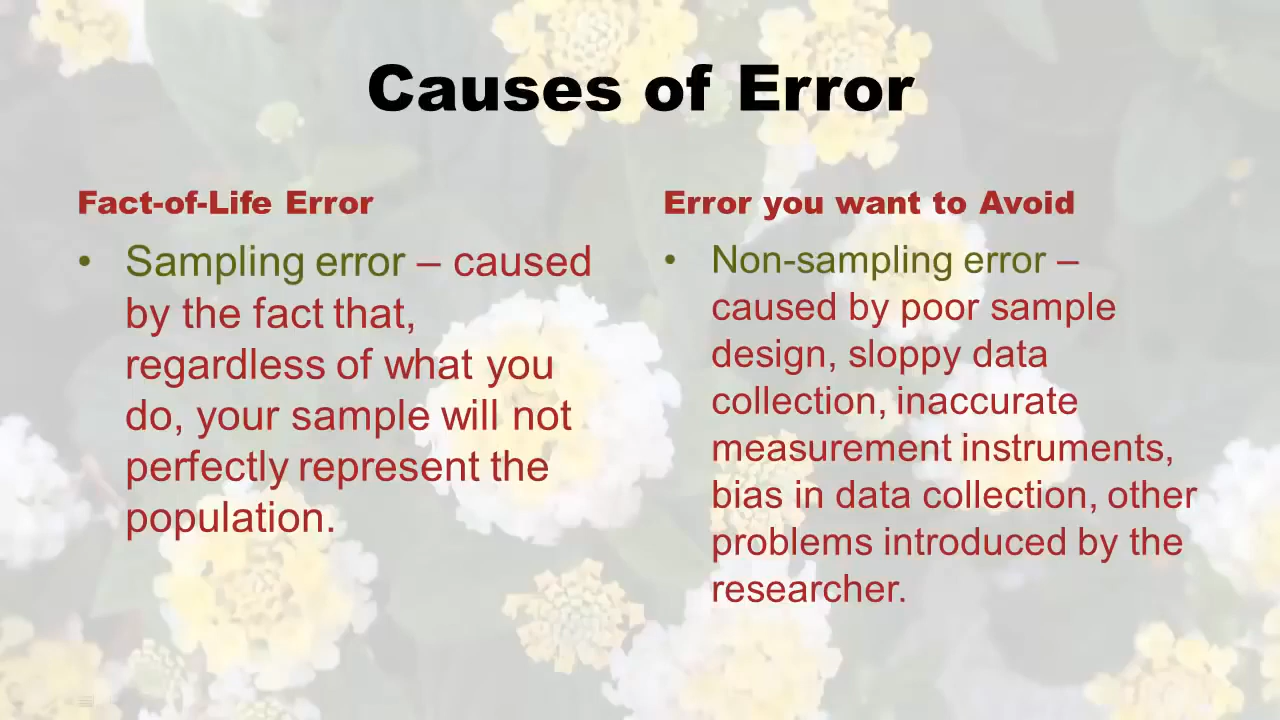 Causes of Error
Fact-of-Life Error
• Sampling error – caused
by the fact that,
regardless of what you
do, your sample will not
perfectly represent the
population.
Error you want to Avoid
• Non-sampling error –
caused by poor sample
design, sloppy data
collection, inaccurate
measurement instruments,
bias in data collection, other
problems introduced by the
researcher.